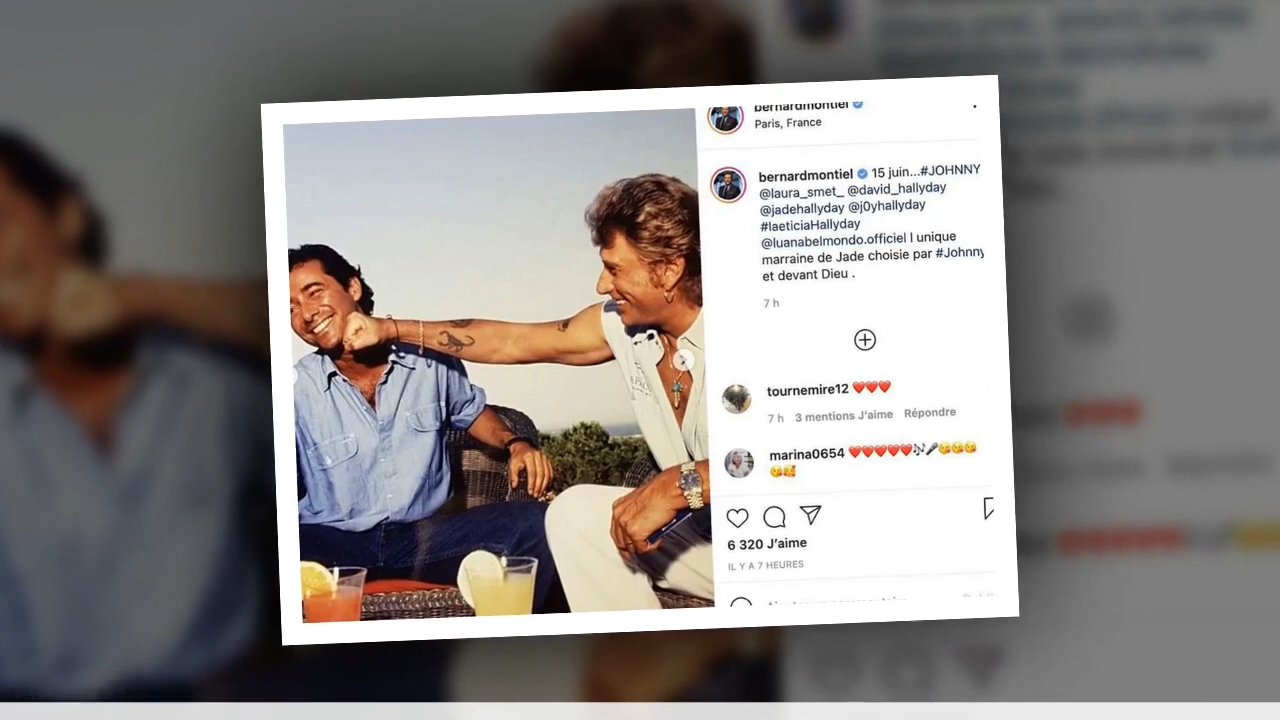 bernardmontiel
Paris, France
bernardmontiel 15 juin...#JOHNNY
@laura_smet_ @david_hallyday
@jadehallyday @j0yhallyday
#laeticiaHallyday
@luanabelmondo.officiel l unique
marraine de Jade choisie par #Johnny
et devant Dieu .
7 h
tournemire12 ❤️❤️❤️
7 h 3 mentions J’aime Répondre
marina0654 ❤️❤️❤️❤️❤️🎶🎤😘😘😘
😘🥰
6 320 J’aime
IL Y A 7 HEURES